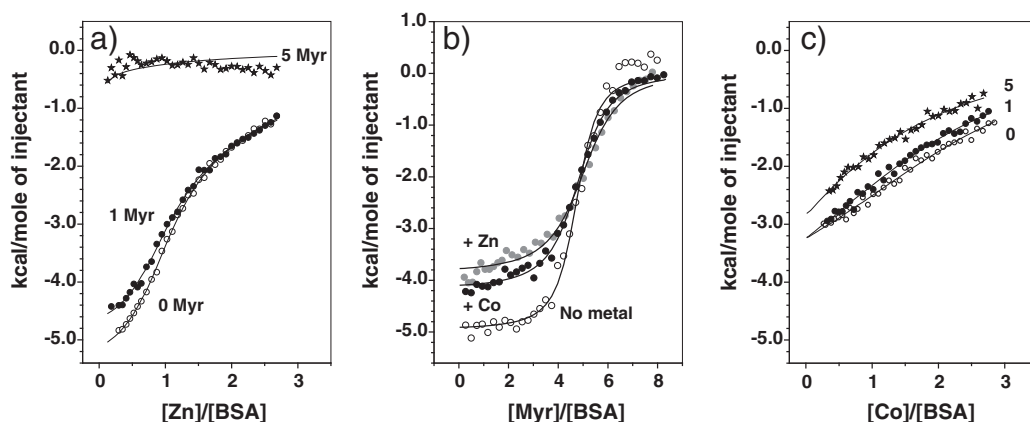 a)
kcal/mole of injectant
0.0
-1.0
-2.0
-3.0
-4.0
-5.0
5 Myr
1 Myr
0 Myr
0
1
2
3
[Zn]/[BSA]
b)
kcal/mole of injectant
1.0
0.0
-1.0
-2.0
-3.0
-4.0
-5.0
+ Zn
+ Co
No metal
0
2
4
6
8
[Myr]/[BSA]
c)
kcal/mole of injectant
0.0
-1.0
-2.0
-3.0
-4.0
-5.0
5
1
0
0
1
2
3
[Co]/[BSA]